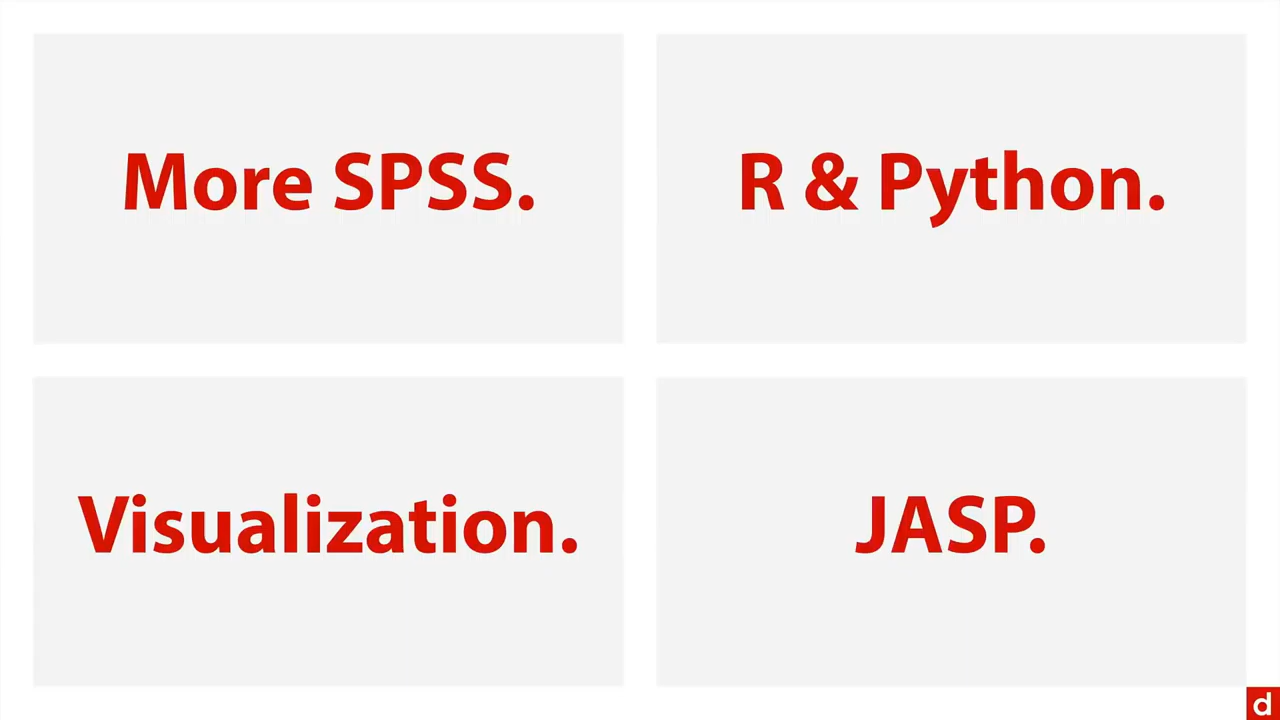 More SPSS.
R & Python.
Visualization.
JASP.
d